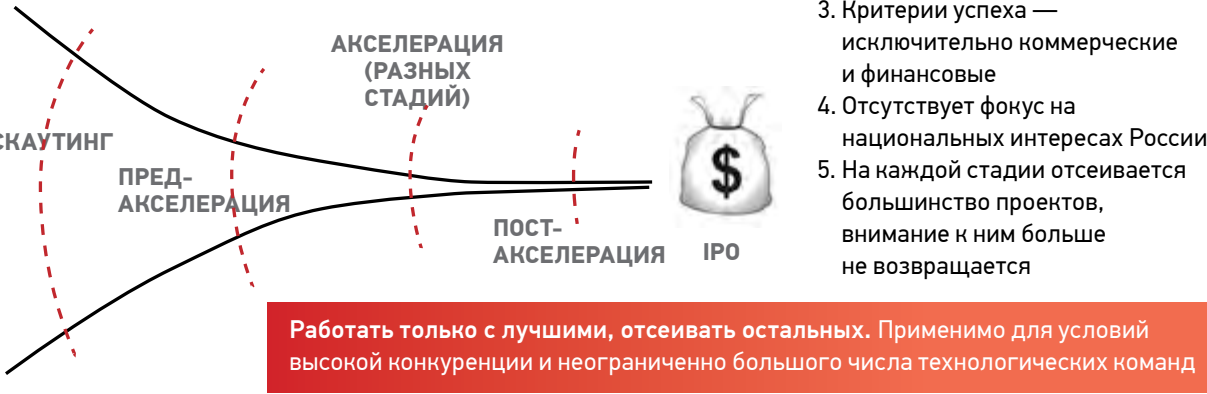 АКСЕЛЕРАЦИЯ
(РАЗНЫХ
СТАДИЙ)
СКАУТИНГ
ПРЕД-
АКСЕЛЕРАЦИЯ
ПОСТ-
АКСЕЛЕРАЦИЯ
$
IPO
3. Критерии успеха —
исключительно коммерческие
и финансовые
4. Отсутствует фокус на
национальных интересах России
5. На каждой стадии отсеивается
большинство проектов,
внимание к ним больше
не возвращается
Работать только с лучшими, отсеивать остальных. Применимо для условий
высокой конкуренции и неограниченно большого числа технологических команд